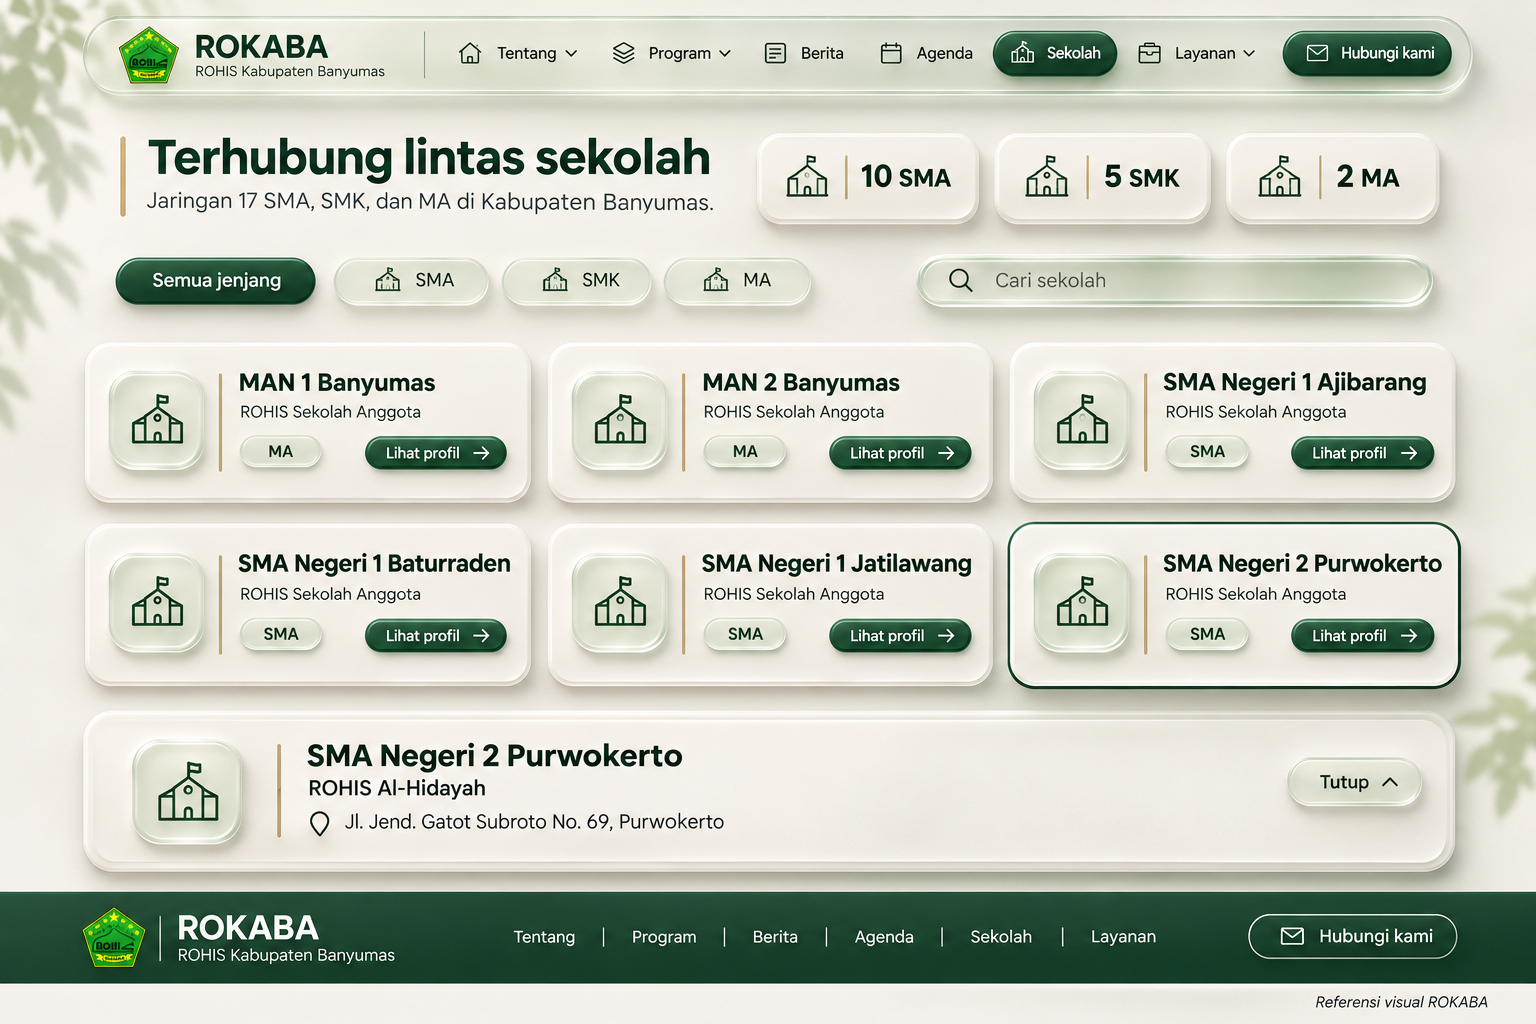 ROKABA
ROHIS Kabupaten Banyumas
Tentang
Program
Berita
Agenda
Sekolah
Layanan
Hubungi kami
Terhubung lintas sekolah
Jaringan 17 SMA, SMK, dan MA di Kabupaten Banyumas.
10 SMA
5 SMK
2 MA
Semua jenjang
SMA
SMK
MA
Cari sekolah
MAN 1 Banyumas
ROHIS Sekolah Anggota
MA
Lihat profil
MAN 2 Banyumas
ROHIS Sekolah Anggota
MA
Lihat profil
SMA Negeri 1 Ajibarang
ROHIS Sekolah Anggota
SMA
Lihat profil
SMA Negeri 1 Baturraden
ROHIS Sekolah Anggota
SMA
Lihat profil
SMA Negeri 1 Jatilawang
ROHIS Sekolah Anggota
SMA
Lihat profil
SMA Negeri 2 Purwokerto
ROHIS Sekolah Anggota
SMA
Lihat profil
SMA Negeri 2 Purwokerto
ROHIS Al-Hidayah
Jl. Jend. Gatot Subroto No. 69, Purwokerto
Tutup
ROKABA
ROHIS Kabupaten Banyumas
Tentang
Program
Berita
Agenda
Sekolah
Layanan
Hubungi kami
Referensi visual ROKABA